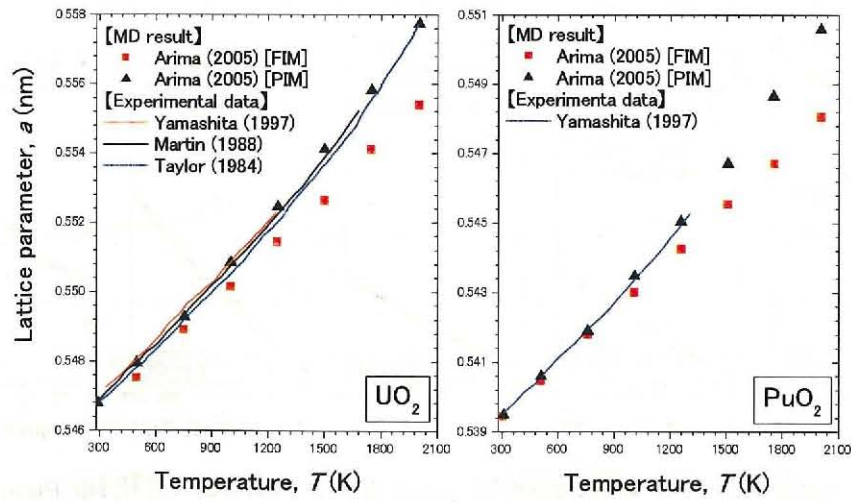 Lattice parameter, a (nm)
0.558
0.556
0.554
0.552
0.550
0.548
0.546
【MD result】
Arima (2005) [FIM]
Arima (2005) [PIM]
【Experimental data】
Yamashita (1997)
Martin (1988)
Taylor (1984)
UO2
300 600 900 1200 1500 1800 2100
Temperature, T (K)
0.551
0.549
0.547
0.545
0.543
0.541
0.539
【MD result】
Arima (2005) [FIM]
Arima (2005) [PIM]
【Experimenta data】
Yamashita (1997)
PuO2
300 600 900 1200 1500 1800 2100
Temperature, T (K)